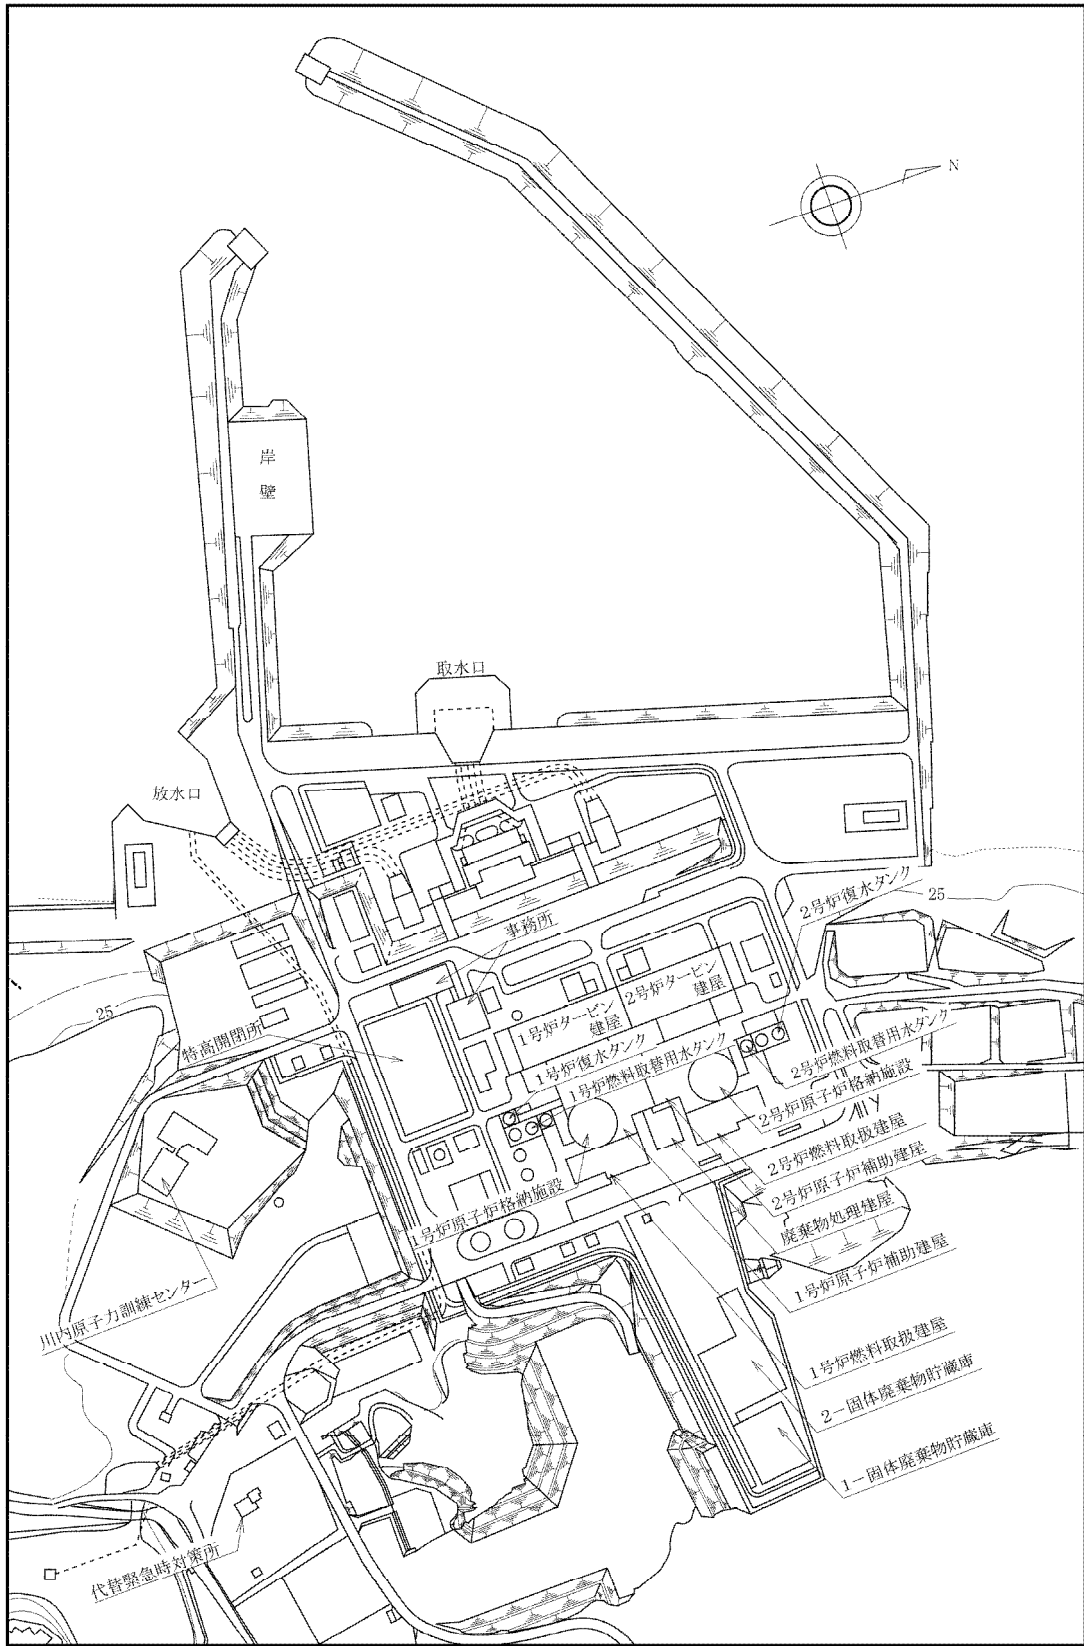 N
岸
壁
取水口
放水口
2号炉復水タンク
25
事務所
25
特高開閉所
1号炉タービン
建屋
2号炉タービン
建屋
1号炉復水タンク
1号炉燃料取替用水タンク
2号炉燃料取替用水タンク
2号炉原子炉格納施設
2号炉燃料取扱建屋
2号炉原子炉補助建屋
廃棄物処理建屋
1号炉原子炉格納施設
1号炉原子炉補助建屋
川内原子力訓練センター
1号炉燃料取扱建屋
2－固体廃棄物貯蔵庫
1－固体廃棄物貯蔵庫
代替緊急時対策所